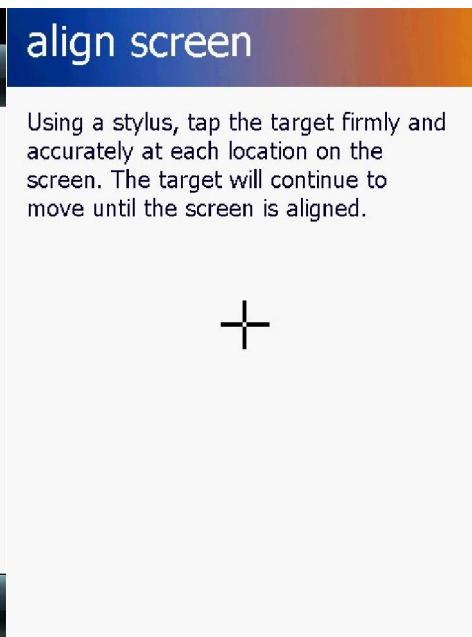 align screen
Using a stylus, tap the target firmly and
accurately at each location on the
screen. The target will continue to
move until the screen is aligned.